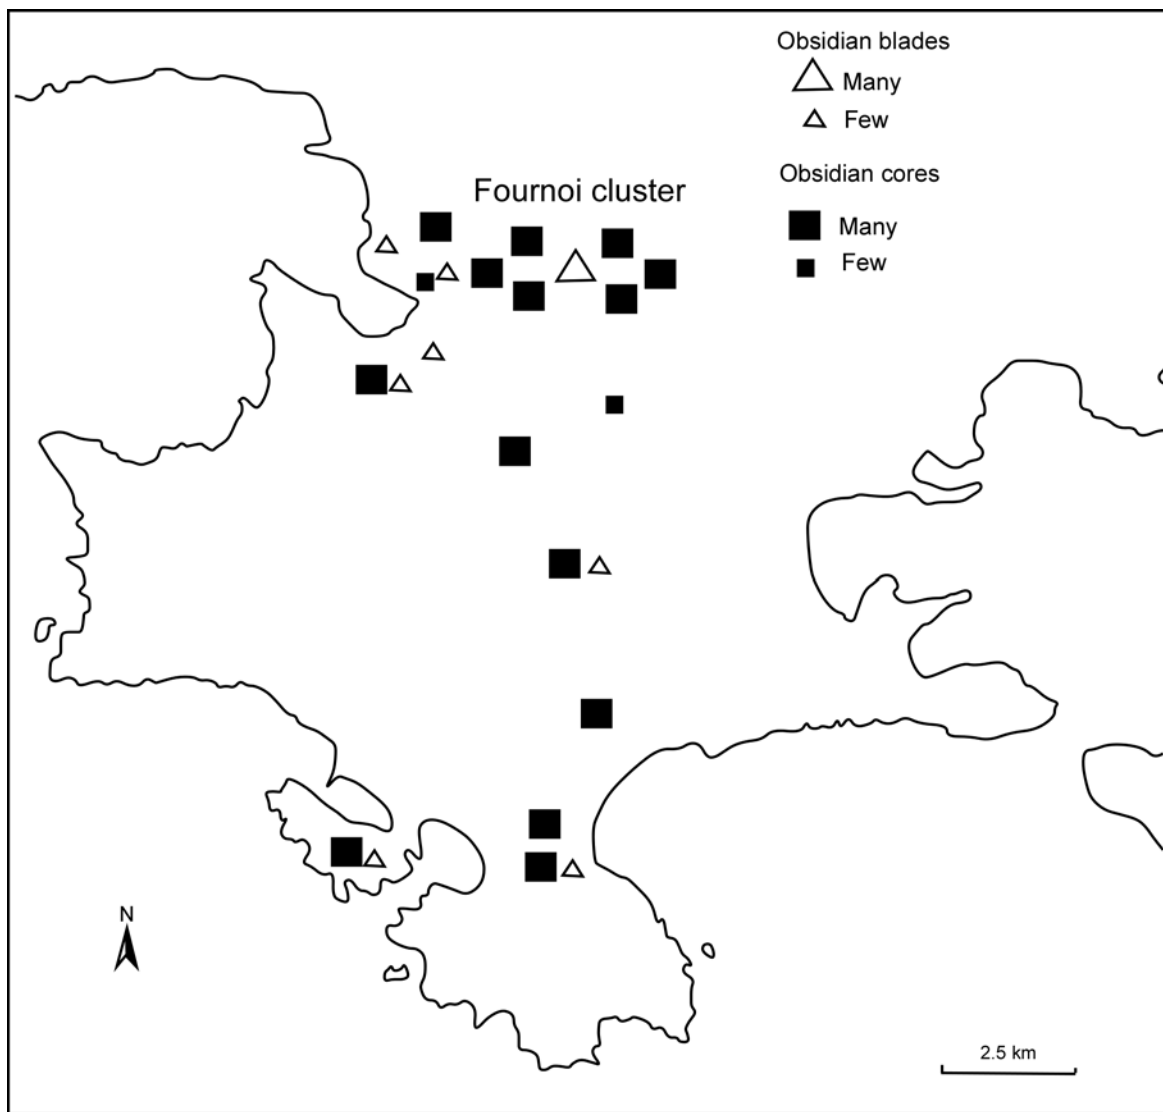 Obsidian blades
Many
Few
Obsidian cores
Many
Few
Fournoi cluster
N
2.5 km